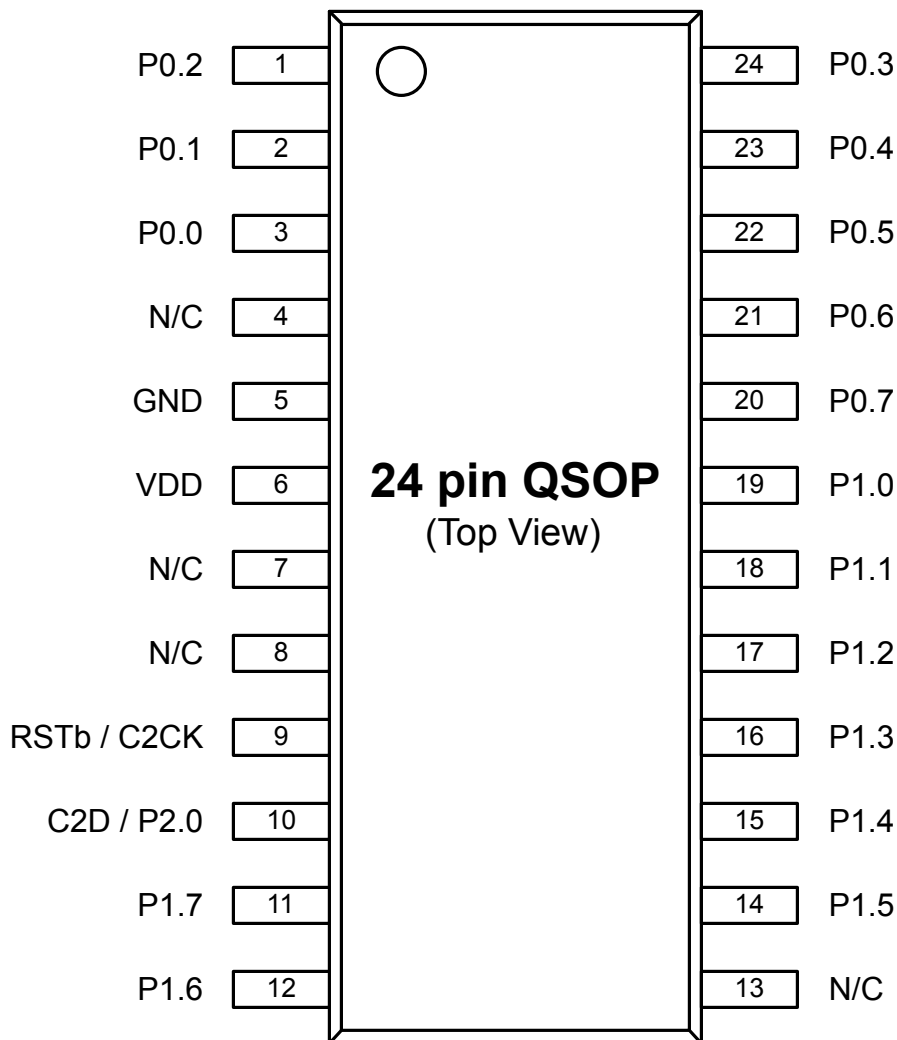 P0.2 1 24 P0.3
P0.1 2 23 P0.4
P0.0 3 22 P0.5
N/C 4 21 P0.6
GND 5 20 P0.7
VDD 6 19 P1.0
24 pin QSOP
(Top View)
N/C 7 18 P1.1
N/C 8 17 P1.2
RSTb / C2CK 9 16 P1.3
C2D / P2.0 10 15 P1.4
P1.7 11 14 P1.5
P1.6 12 13 N/C